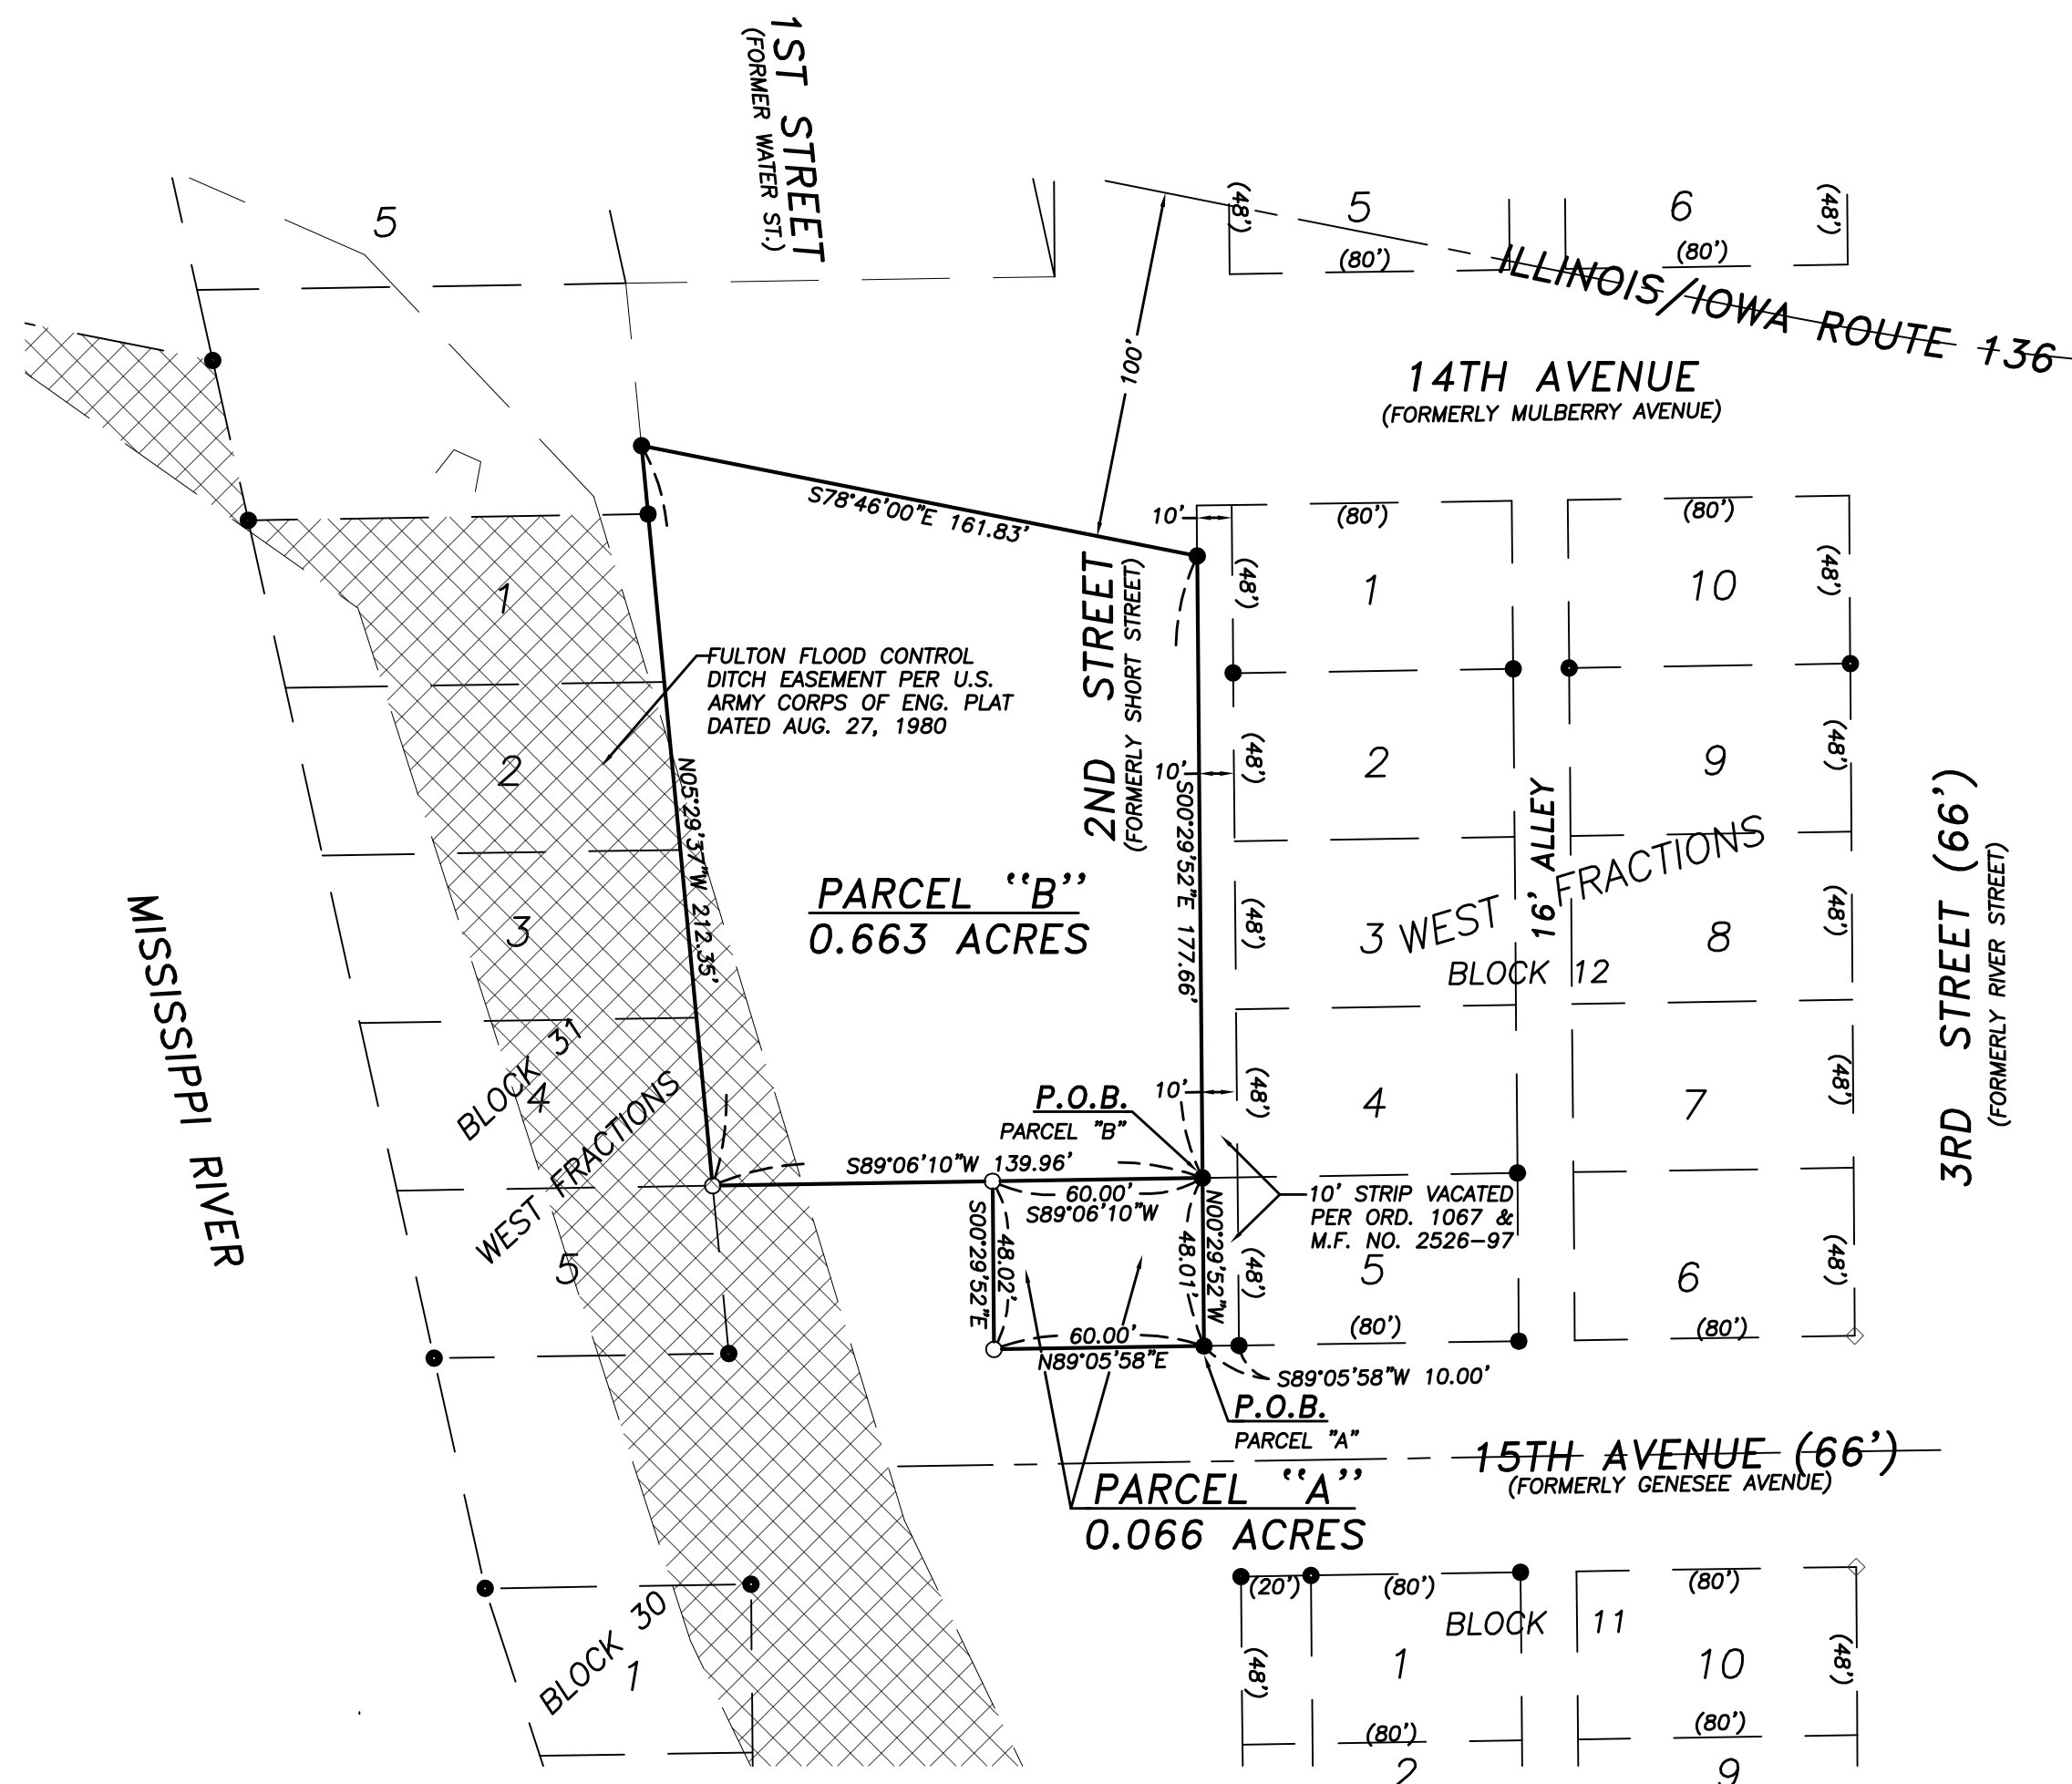 1ST STREET
(FORMER WATER ST.)
5
(48')
5
(80')
6
(80')
(48')
ILLINOIS/IOWA ROUTE 136
100'
14TH AVENUE
(FORMERLY MULBERRY AVENUE)
S78°46'00"E 161.83'
10'
(80')
(80')
2ND STREET
(FORMERLY SHORT STREET)
(48')
1
10
(48')
1
FULTON FLOOD CONTROL
DITCH EASEMENT PER U.S.
ARMY CORPS OF ENG. PLAT
DATED AUG. 27, 1980
2
N05°29'37"W 212.35'
10'
S00°29'52"E 177.66'
(48')
2
9
(48')
16' ALLEY
3RD STREET (66')
(FORMERLY RIVER STREET)
PARCEL "B"
0.663 ACRES
3
(48')
3
WEST FRACTIONS
BLOCK 12
8
(48')
MISSISSIPPI RIVER
BLOCK 31
4
WEST FRACTIONS
P.O.B.
PARCEL "B"
10'
(48')
4
7
(48')
S89°06'10"W 139.96'
60.00'
S89°06'10"W
10' STRIP VACATED
PER ORD. 1067 &
M.F. NO. 2526-97
5
S00°29'52"E
48.02'
48.01'
N00°29'52"W
(48')
5
6
(48')
60.00'
N89°05'58"E
(80')
(80')
S89°05'58"W 10.00'
P.O.B.
PARCEL "A"
15TH AVENUE (66')
(FORMERLY GENESEE AVENUE)
PARCEL "A"
0.066 ACRES
(20')
(80')
(80')
BLOCK 11
BLOCK 30
1
(48')
1
10
(48')
(80')
(80')
2
9